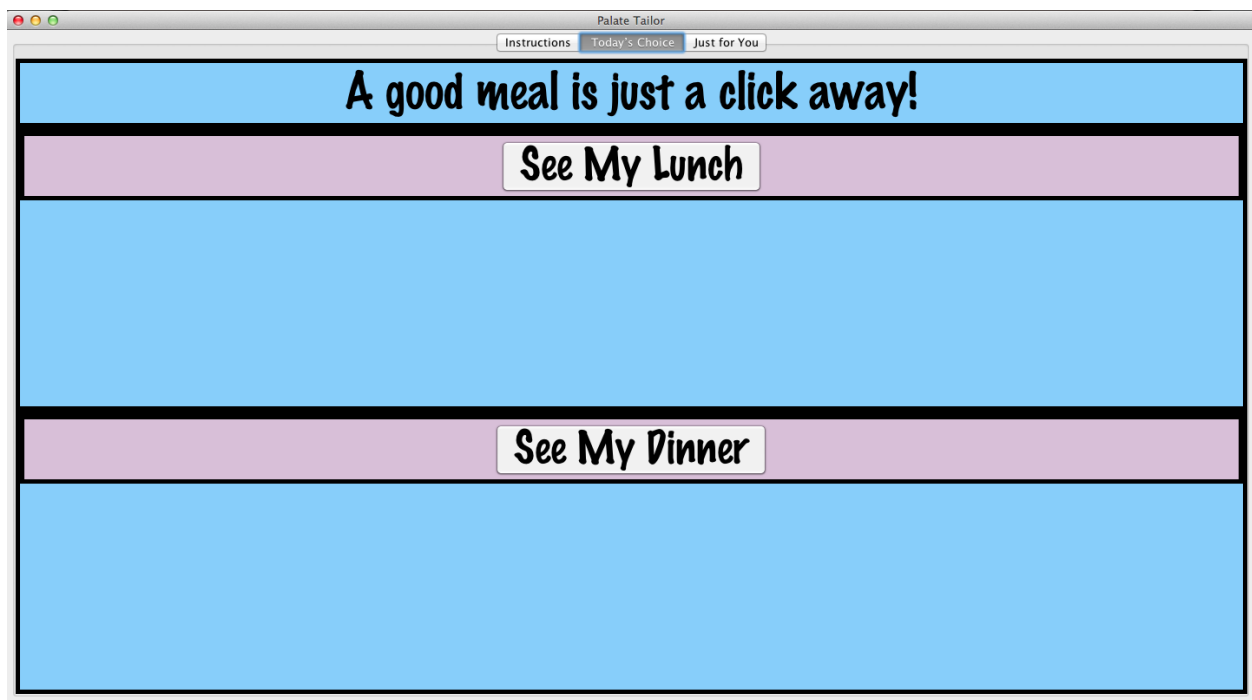 Palate Tailor
Instructions Today's Choice Just for You
A good meal is just a click away!
See My Lunch
See My Dinner